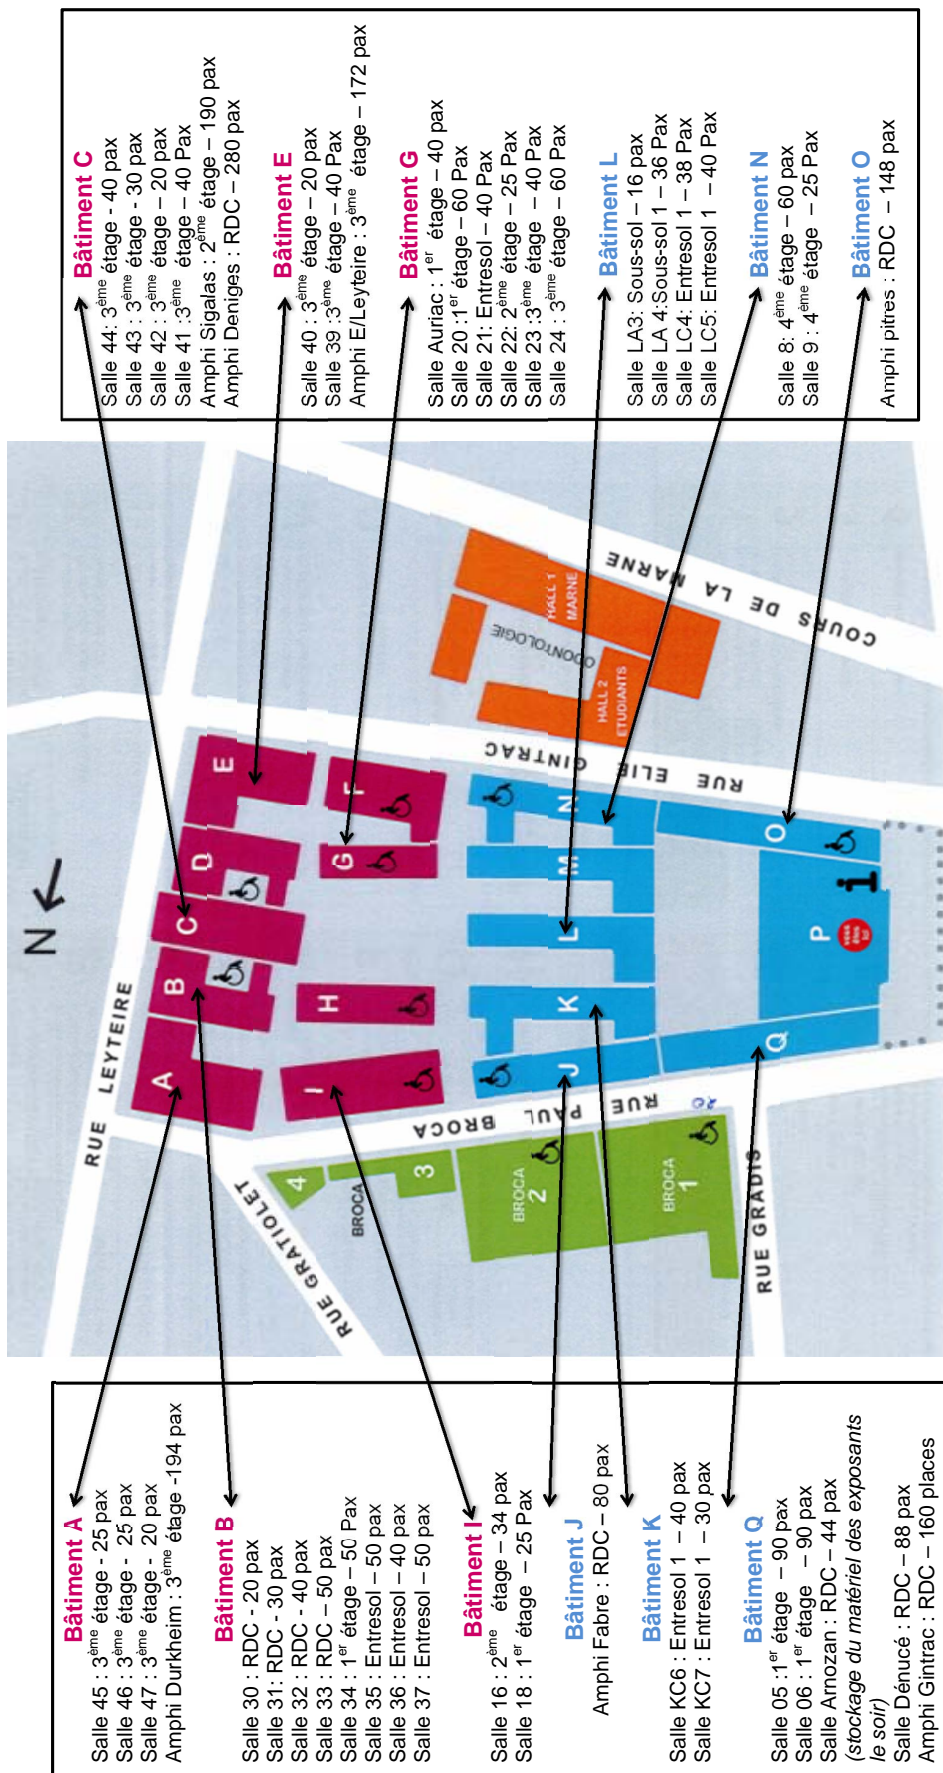 Bâtiment A
Salle 45 : 3ème étage - 25 pax
Salle 46 : 3ème étage - 25 pax
Salle 47 : 3ème étage - 20 pax
Amphi Durkheim : 3ème étage -194 pax
Bâtiment B
Salle 30 : RDC - 20 pax
Salle 31: RDC - 30 pax
Salle 32 : RDC - 40pax
Salle 33 : RDC – 50 pax
Salle 34 : 1er étage – 50 Pax
Salle 35 : Entresol – 50 pax
Salle 36 : Entresol – 40 pax
Salle 37 : Entresol – 50 pax
Bâtiment I
Salle 16 : 2ème étage – 34 pax
Salle 18 : 1er étage – 25 Pax
Bâtiment J
Amphi Fabre : RDC – 80 pax
Bâtiment K
Salle KC6 : Entresol 1 – 40 pax
Salle KC7 : Entresol 1 – 30 pax
Bâtiment Q
Salle 05 :1er étage – 90 pax
Salle 06 : 1er étage – 90 pax
Salle Arnozan : RDC – 44 pax
(stockage du matériel des exposants
le soir)
Salle Dénucé : RDC – 88 pax
Amphi Gintrac : RDC – 160 places
N
RUE LEYTEIRE
RUE GRATIOLET
RUE PAUL BROCA
RUE GRADIS
RUE ELIE GINTRAC
COURS DE LA MARNE
A
B
C
D
E
I
H
G
F
4
BROCA
3
BROCA
2
BROCA
1
J
K
L
M
N
Q
P
O
vous
êtes
ici
i
ODONTOLOGIE
HALL 1
MARNE
HALL 2
ETUDIANTS
Bâtiment C
Salle 44: 3ème étage - 40 pax
Salle 43 : 3ème étage - 30 pax
Salle 42 : 3ème étage – 20 pax
Salle 41 :3ème étage – 40 Pax
Amphi Sigalas : 2ème étage – 190 pax
Amphi Deniges : RDC – 280 pax
Bâtiment E
Salle 40 : 3ème étage – 20 pax
Salle 39 :3ème étage – 40 Pax
Amphi E/Leyteire : 3ème étage – 172 pax
Bâtiment G
Salle Auriac : 1er étage – 40 pax
Salle 20 :1er étage – 60 Pax
Salle 21: Entresol – 40 Pax
Salle 22: 2ème étage – 25 Pax
Salle 23 :3ème étage – 40 Pax
Salle 24 : 3ème étage – 60 Pax
Bâtiment L
Salle LA3: Sous-sol – 16 pax
Salle LA 4:Sous-sol 1 – 36 Pax
Salle LC4: Entresol 1 – 38 Pax
Salle LC5: Entresol 1 – 40 Pax
Bâtiment N
Salle 8: 4ème étage – 60 pax
Salle 9 : 4ème étage – 25 Pax
Bâtiment O
Amphi pitres : RDC – 148 pax